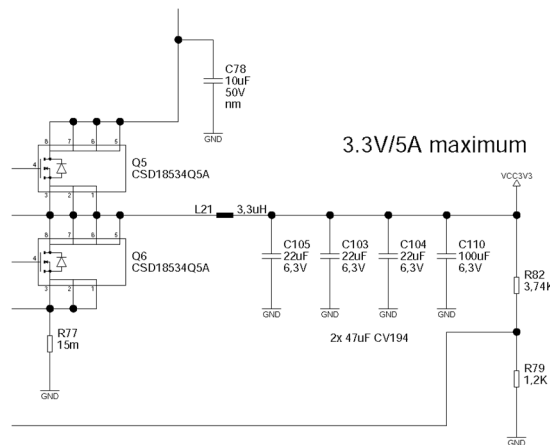 C78
10uF
50V
nm
GND
3.3V/5A maximum
VCC3V3
8 7 6 5
4
Q5
CSD18534Q5A
3 2 1
L21 3,3uH
8 7 6 5
4
Q6
CSD18534Q5A
3 2 1
C105
22uF
6,3V
GND
C103
22uF
6,3V
GND
C104
22uF
6,3V
GND
C110
100uF
6,3V
GND
R82
3,74K
2x 47uF CV194
R77
15m
GND
R79
1,2K
GND